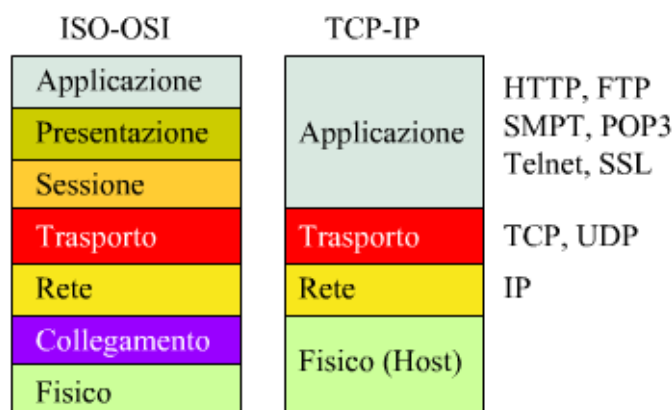 ISO-OSI
TCP-IP
Applicazione
Presentazione
Sessione
Trasporto
Rete
Collegamento
Fisico
Applicazione
Trasporto
Rete
Fisico (Host)
HTTP, FTP
SMPT, POP3
Telnet, SSL
TCP, UDP
IP